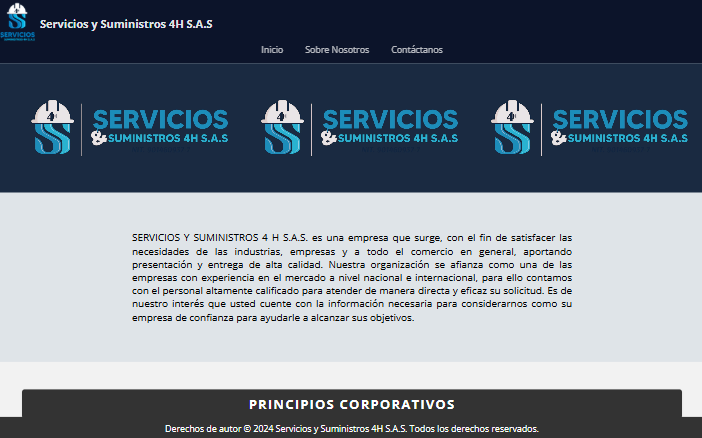 4H
SERVICIOS
SUMINISTROS 4H S.A.S
Servicios y Suministros 4H S.A.S
Inicio Sobre Nosotros Contáctanos
4H SERVICIOS 4H SERVICIOS 4H SERVICIOS
& SUMINISTROS 4H S.A.S & SUMINISTROS 4H S.A.S & SUMINISTROS 4H S.A.S
SERVICIOS Y SUMINISTROS 4 H S.A.S. es una empresa que surge, con el fin de satisfacer las
necesidades de las industrias, empresas y a todo el comercio en general, aportando
presentación y entrega de alta calidad. Nuestra organización se afianza como una de las
empresas con experiencia en el mercado a nivel nacional e internacional, para ello contamos
con el personal altamente calificado para atender de manera directa y eficaz su solicitud. Es de
nuestro interés que usted cuente con la información necesaria para considerarnos como su
empresa de confianza para ayudarle a alcanzar sus objetivos.
PRINCIPIOS CORPORATIVOS
Derechos de autor © 2024 Servicios y Suministros 4H S.A.S. Todos los derechos reservados.